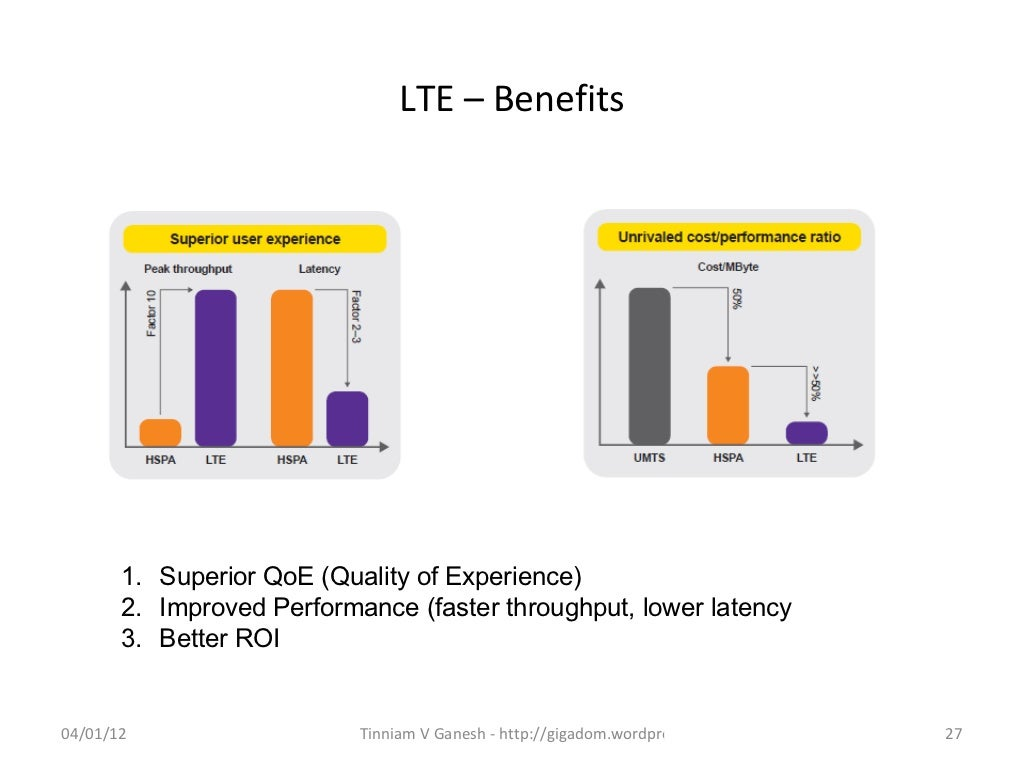 LTE – Benefits
Superior user experience
Peak throughput Latency
Factor 10
Factor 2–3
HSPA LTE HSPA LTE
Unrivaled cost/performance ratio
Cost/MByte
50%
>>50%
UMTS HSPA LTE
1. Superior QoE (Quality of Experience)
2. Improved Performance (faster throughput, lower latency
3. Better ROI
04/01/12 Tinniam V Ganesh - http://gigadom.wordpre 27